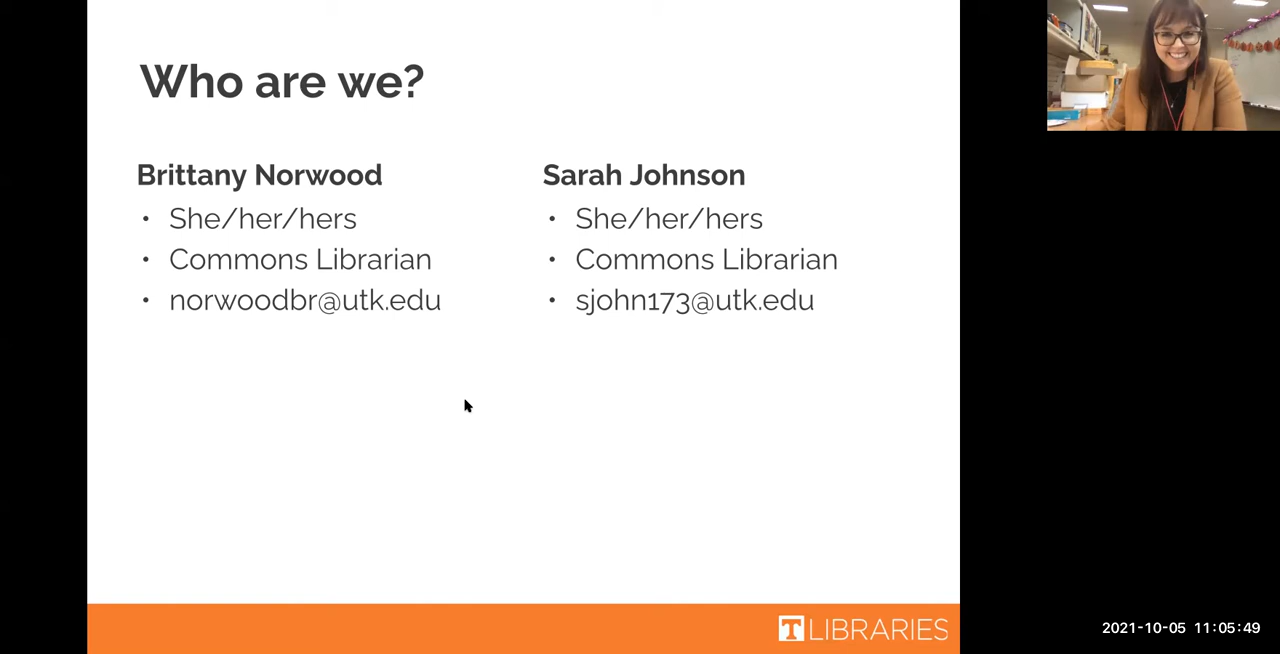 Who are we?
Brittany Norwood
• She/her/hers
• Commons Librarian
• norwoodbr@utk.edu
Sarah Johnson
• She/her/hers
• Commons Librarian
• sjohn173@utk.edu
T LIBRARIES
2021-10-05 11:05:49